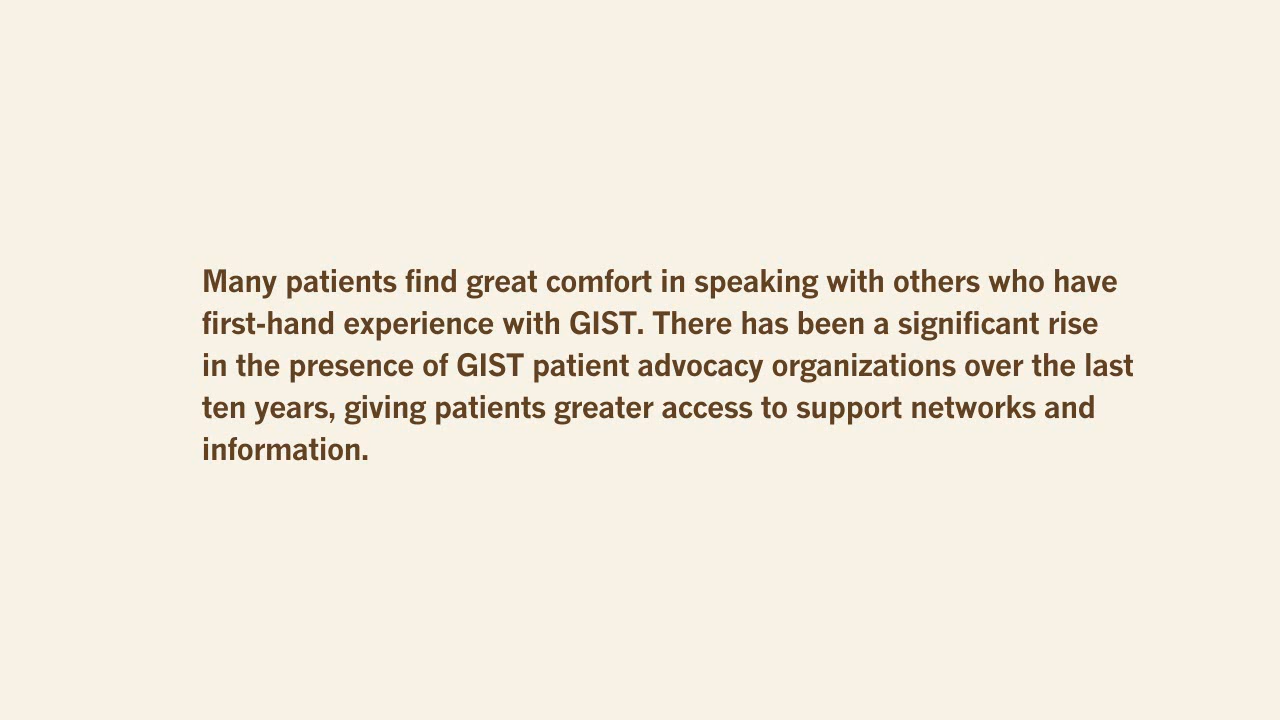 Many patients find great comfort in speaking with others who have
first-hand experience with GIST. There has been a significant rise
in the presence of GIST patient advocacy organizations over the last
ten years, giving patients greater access to support networks and
information.